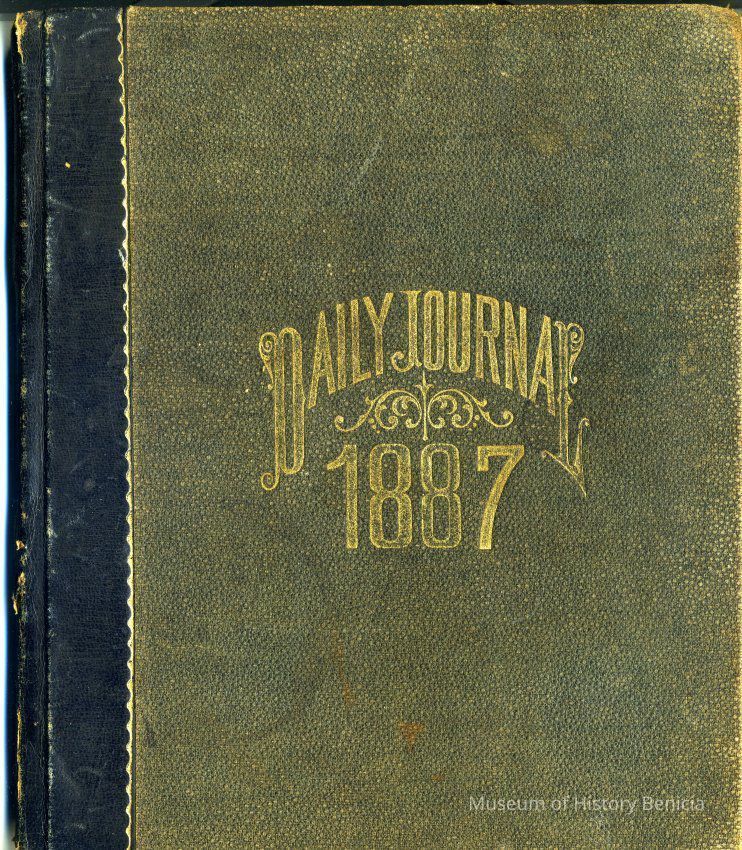 DAILY JOURNAL
1887
Museum of History Benicia